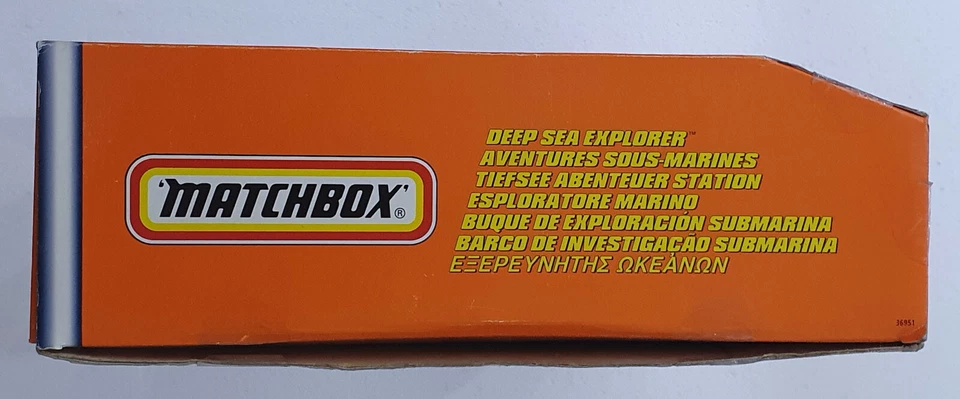 'MATCHBOX' ®
DEEP SEA EXPLORER™
AVENTURES SOUS-MARINES
TIEFSEE ABENTEUER STATION
ESPLORATORE MARINO
BUQUE DE EXPLORACIÓN SUBMARINA
BARCO DE INVESTIGAÇÃO SUBMARINA
ΕΞΕΡΕΥΝΗΤΗΣ ΩΚΕΑΝΩΝ
36951